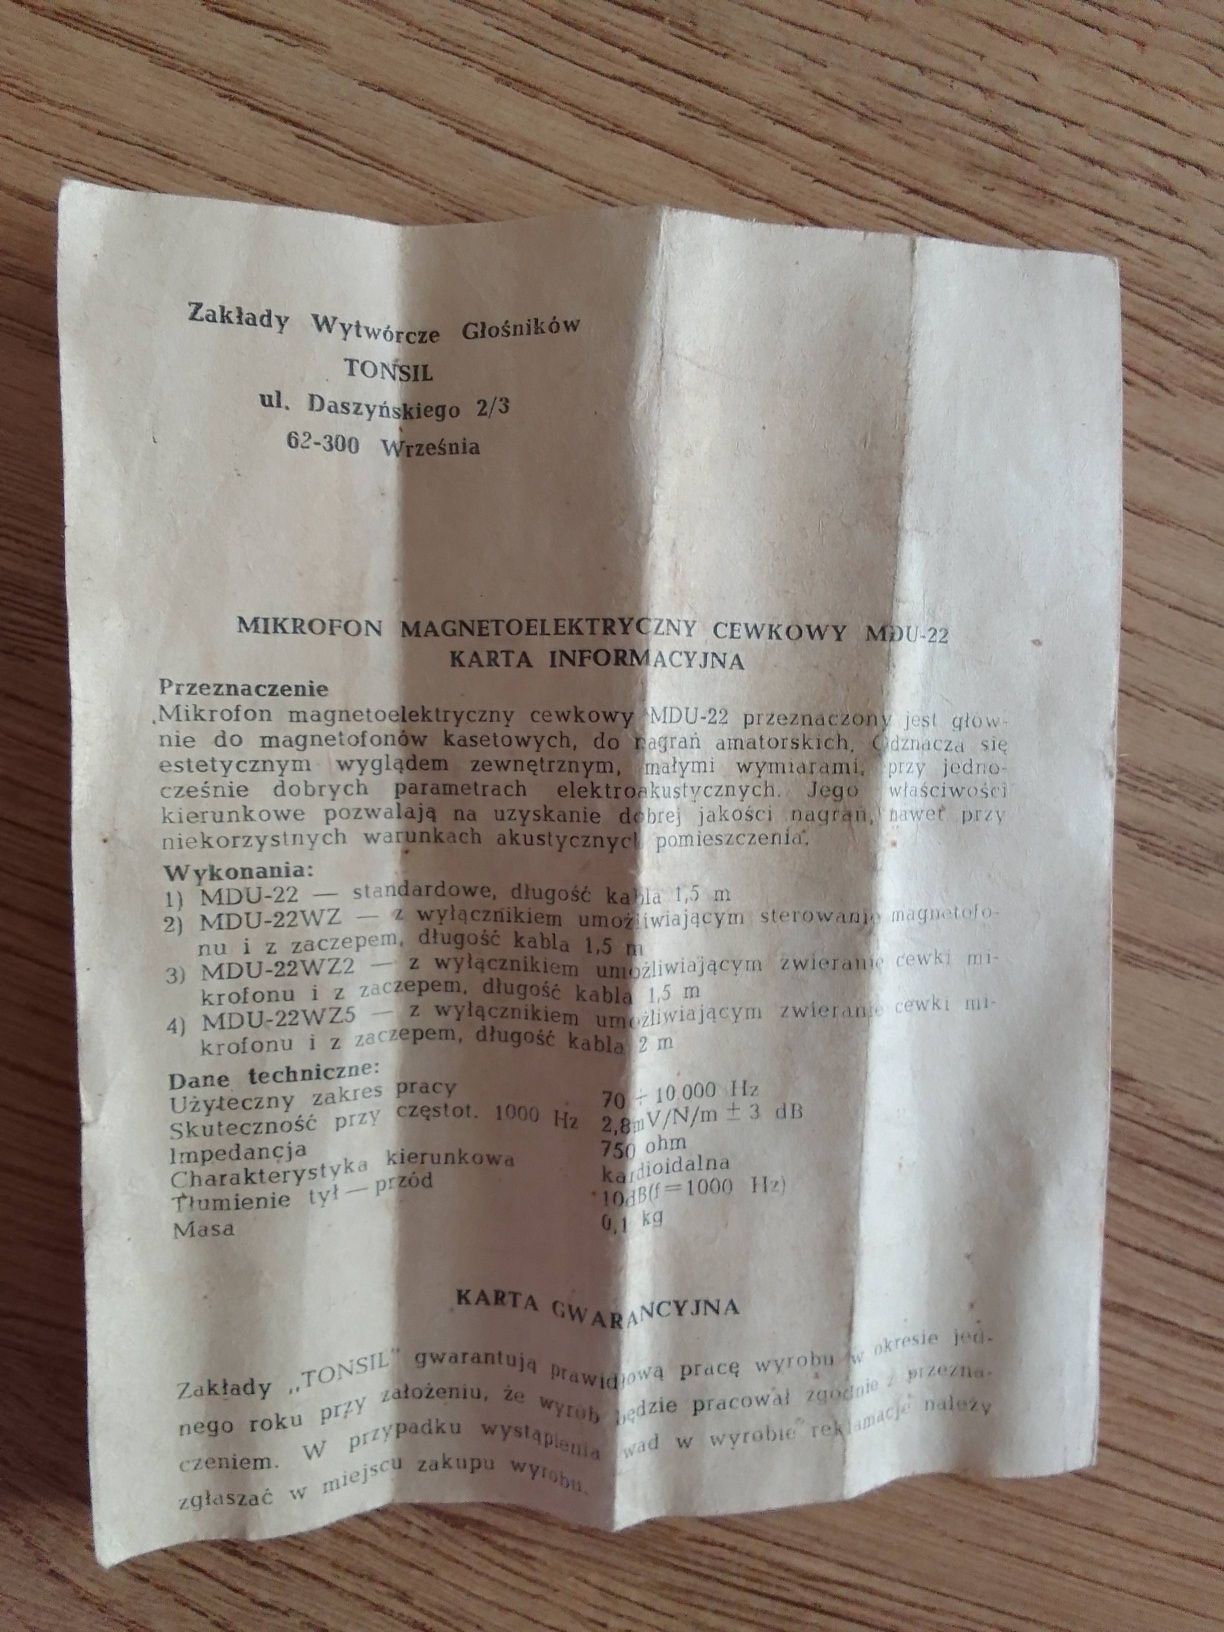 Zakłady Wytwórcze Głośników
TONSIL
ul. Daszyńskiego 2/3
62-300 Września
MIKROFON MAGNETOELEKTRYCZNY CEWKOWY MDU-22
KARTA INFORMACYJNA
Przeznaczenie
Mikrofon magnetoelektryczny cewkowy MDU-22 przeznaczony jest głów-
nie do magnetofonów kasetowych, do nagrań amatorskich. Odznacza się
estetycznym wyglądem zewnętrznym, małymi wymiarami, przy jedno-
cześnie dobrych parametrach elektroakustycznych. Jego właściwości
kierunkowe pozwalają na uzyskanie dobrej jakości nagrań, nawet przy
niekorzystnych warunkach akustycznych pomieszczenia.
Wykonania:
1) MDU-22 — standardowe, długość kabla 1,5 m
2) MDU-22WZ — z wyłącznikiem umożliwiającym sterowanie magnetofo-
nu i z zaczepem, długość kabla 1,5 m
3) MDU-22WZ2 — z wyłącznikiem umożliwiającym zwieranie cewki mi-
krofonu i z zaczepem, długość kabla 1,5 m
4) MDU-22WZ5 — z wyłącznikiem umożliwiającym zwieranie cewki mi-
krofonu i z zaczepem, długość kabla 2 m
Dane techniczne:
Użyteczny zakres pracy 70 ÷ 10 000 Hz
Skuteczność przy częstot. 1000 Hz 2,8mV/N/m ± 3 dB
Impedancja 750 ohm
Charakterystyka kierunkowa kardioidalna
Tłumienie tył — przód 10dB(f=1000 Hz)
Masa 0,1 kg
KARTA GWARANCYJNA
Zakłady „TONSIL" gwarantują prawidłową pracę wyrobu w okresie jed-
nego roku przy założeniu, że wyrób będzie pracował zgodnie z przezna-
czeniem. W przypadku wystąpienia wad w wyrobie reklamacje należy
zgłaszać w miejscu zakupu wyrobu.